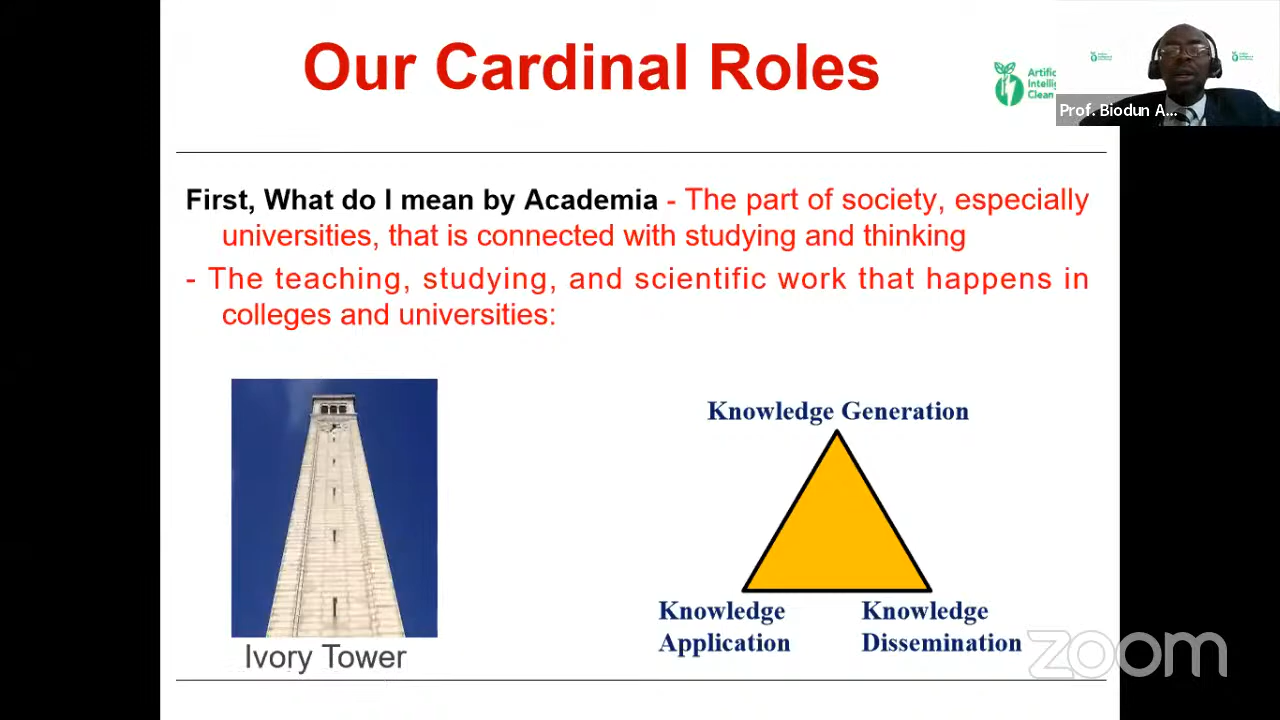 Our Cardinal Roles
Prof. Biodun A...
First, What do I mean by Academia - The part of society, especially
universities, that is connected with studying and thinking
- The teaching, studying, and scientific work that happens in
colleges and universities:
Knowledge Generation
Knowledge
Application
Knowledge
Dissemination
Ivory Tower
zoom